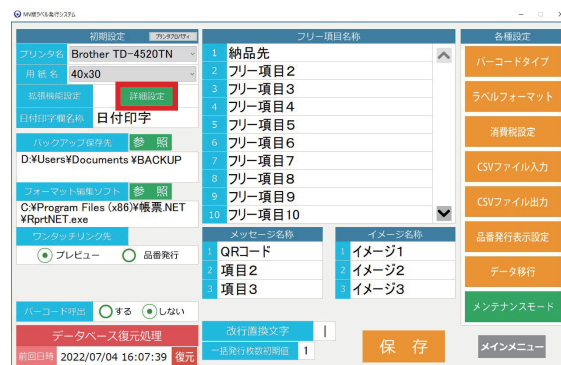 MV想ラベル発行システム
初期設定 プリンタプロパティ
プリンタ名 Brother TD-4520TN
用 紙 名 40x30
拡張機能設定 詳細設定
日付印字欄名称 日付印字
バックアップ保存先 参 照
D:¥Users¥Documents ¥BACKUP
フォーマット編集ソフト 参 照
C:¥Program Files (x86)¥帳票.NET
¥RprtNET.exe
ワンタッチリンク先
プレビュー 品番発行
バーコード呼出 する しない
データベース復元処理
前回日時 2022/07/04 16:07:39 復元
フリー項目名称
1 納品先
2 フリー項目2
3 フリー項目3
4 フリー項目4
5 フリー項目5
6 フリー項目6
7 フリー項目7
8 フリー項目8
9 フリー項目9
10 フリー項目10
メッセージ名称
1 QRコード
2 項目2
3 項目3
イメージ名称
1 イメージ1
2 イメージ2
3 イメージ3
改行置換文字 |
一括発行枚数初期値 1
保 存
各種設定
バーコードタイプ
ラベルフォーマット
消費税設定
CSVファイル入力
CSVファイル出力
品番発行表示設定
データ移行
メンテナンスモード
メインメニュー